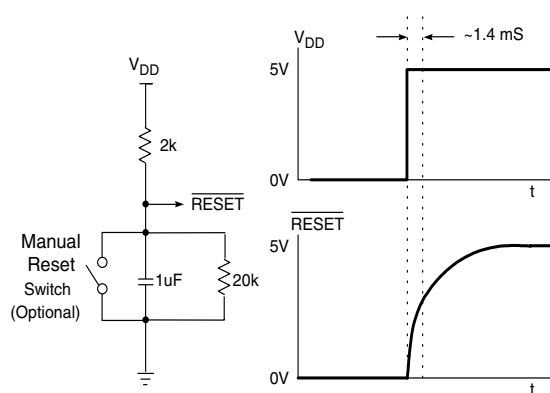 V_DD
2k
RESET
Manual
Reset
Switch
(Optional)
1uF
20k
V_DD
~1.4 mS
5V
0V
t
RESET
5V
0V
t